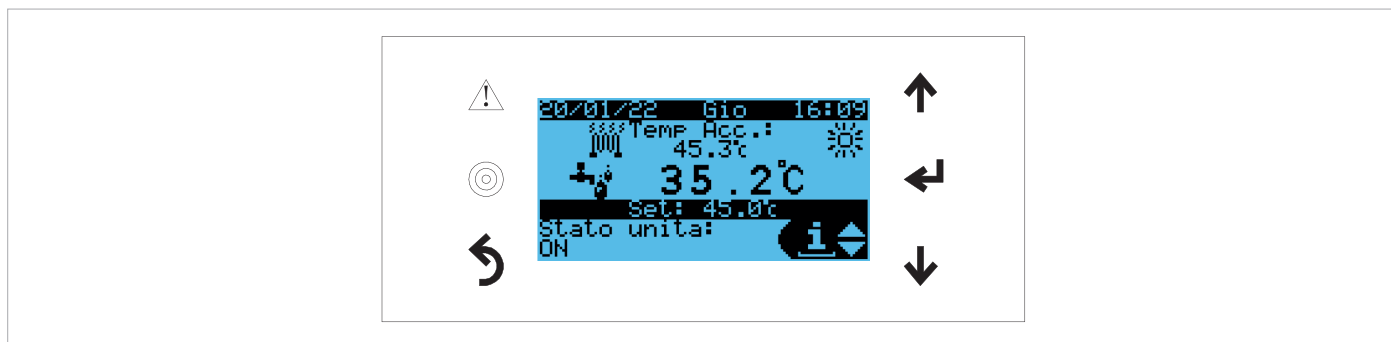 20/01/22 Gio 16:09
Temp Acc.:
45.3°c
35.2°C
Set: 45.0°c
Stato unita:
ON
i